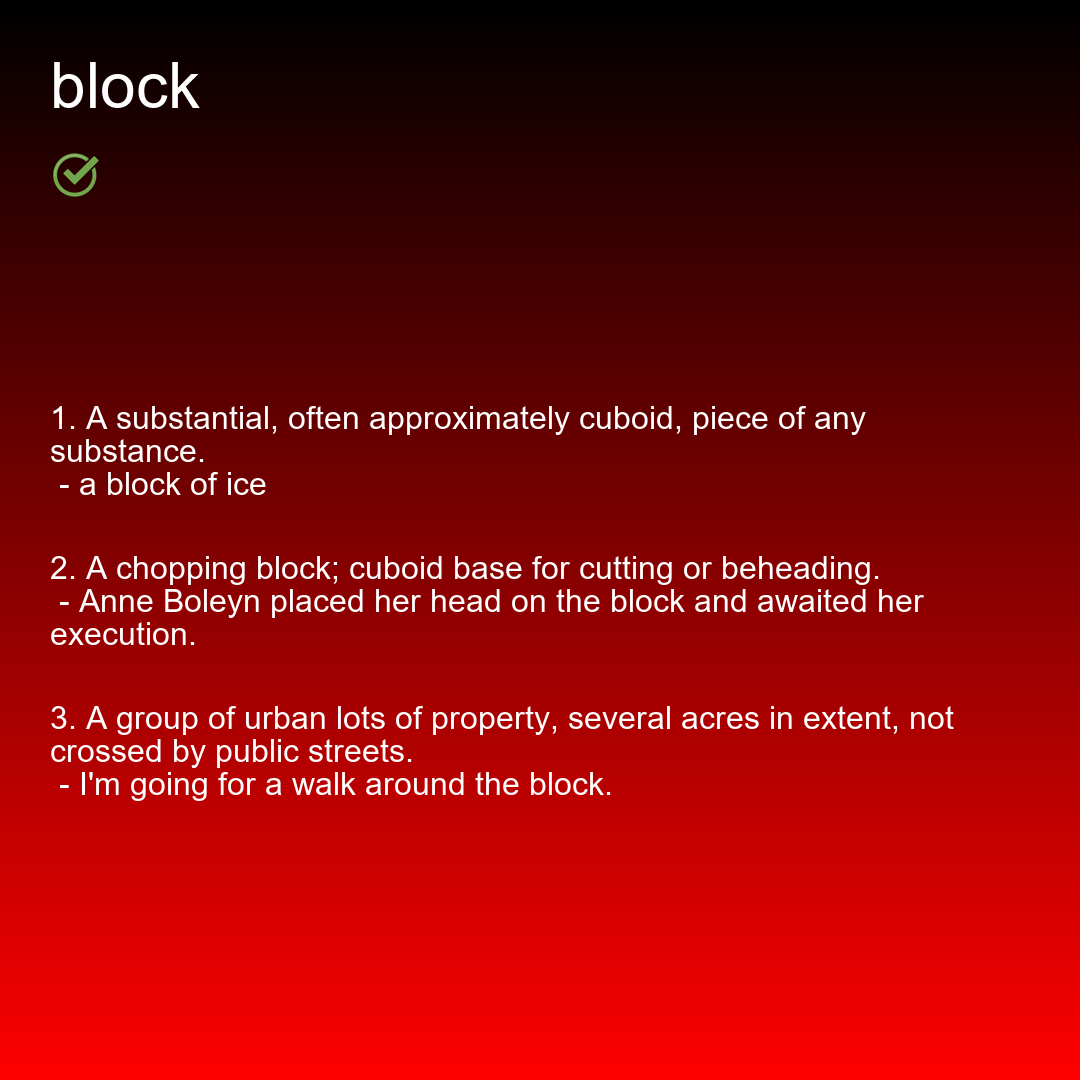 block
1. A substantial, often approximately cuboid, piece of any
substance.
- a block of ice
2. A chopping block; cuboid base for cutting or beheading.
- Anne Boleyn placed her head on the block and awaited her
execution.
3. A group of urban lots of property, several acres in extent, not
crossed by public streets.
- I'm going for a walk around the block.